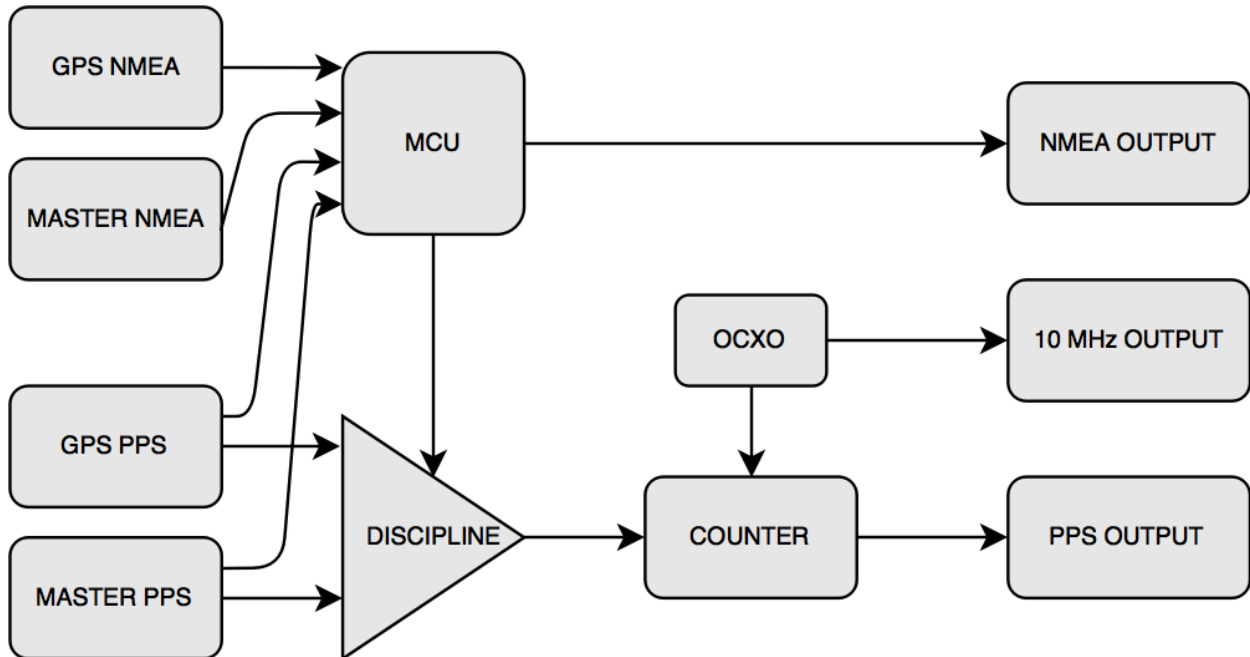 GPS NMEA
MCU
NMEA OUTPUT
MASTER NMEA
OCXO
10 MHz OUTPUT
GPS PPS
DISCIPLINE
COUNTER
PPS OUTPUT
MASTER PPS